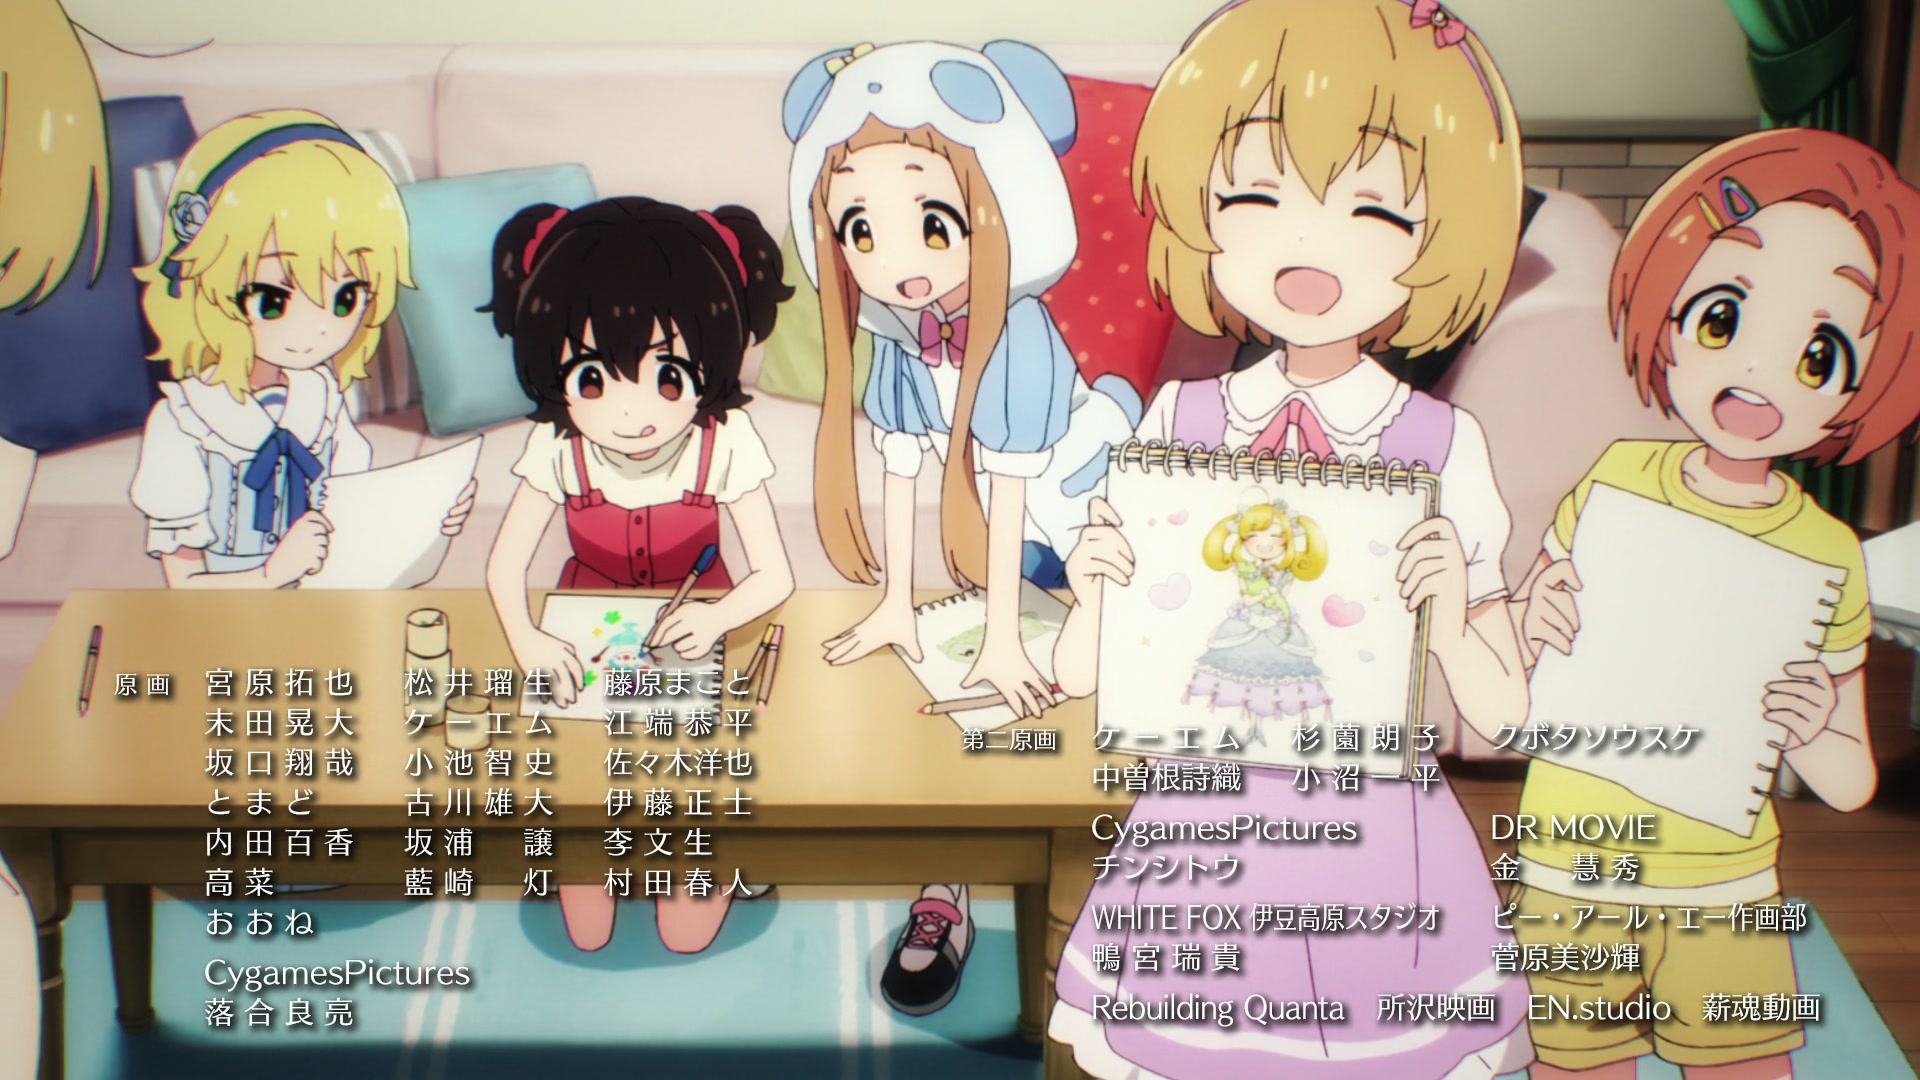 原画 宮原拓也 松井瑠生 藤原まこと
末田晃大 ケーエム 江端恭平
坂口翔哉 小池智史 佐々木洋也
とまど 古川雄大 伊藤正士
内田百香 坂浦 譲 李文生
高菜 藍崎 灯 村田春人
おおね
CygamesPictures
落合良亮
第二原画 ケーエム 杉薗朗子 クボタソウスケ
中曽根詩織 小沼一平
CygamesPictures DR MOVIE
チンシトウ 金 慧秀
WHITE FOX 伊豆高原スタジオ ピー・アール・エー作画部
鴨宮瑞貴 菅原美沙輝
Rebuilding Quanta 所沢映画 EN.studio 薪魂動画